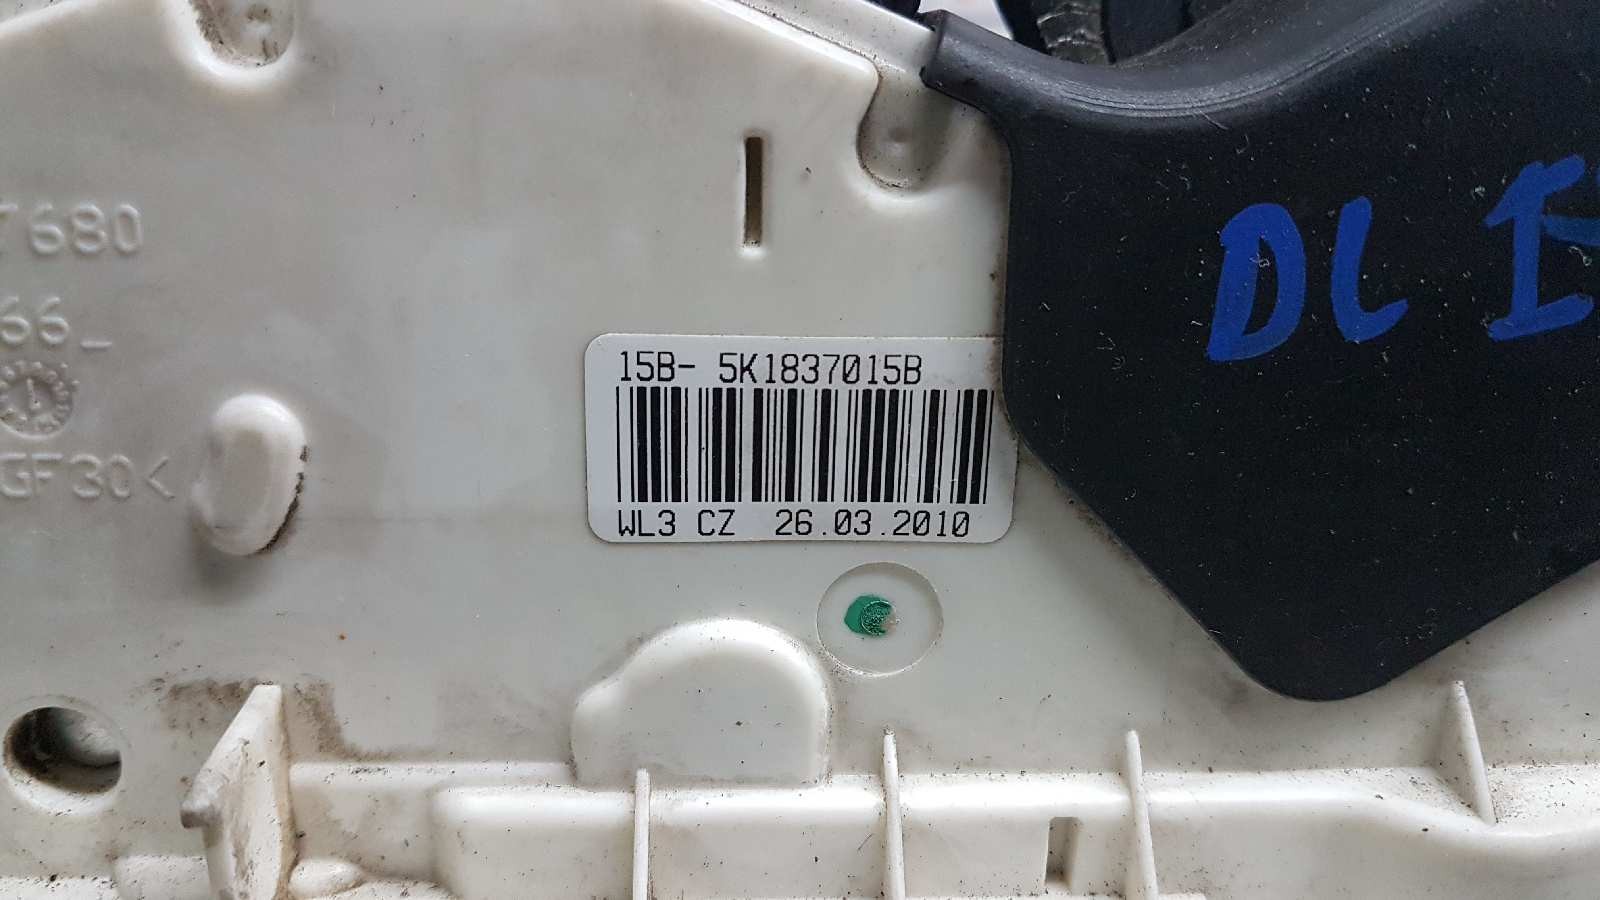 7680
66_
GF30<
15B- 5K1837015B
WL3 CZ 26.03.2010
DL